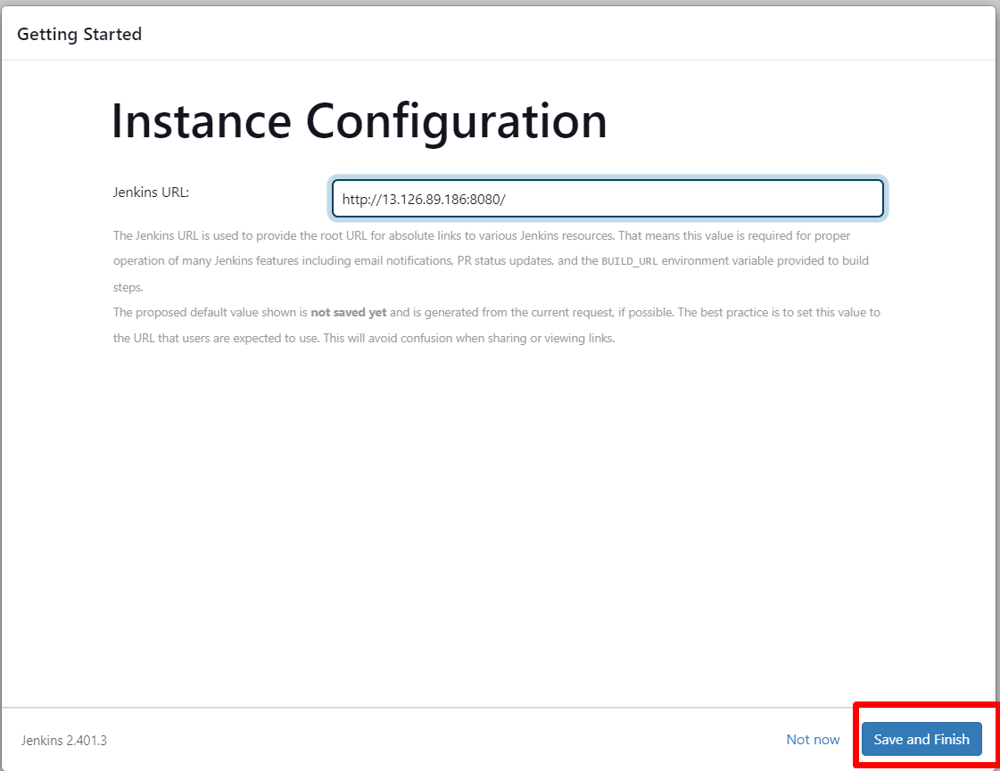 Getting Started
Instance Configuration
Jenkins URL:
http://13.126.89.186:8080/
The Jenkins URL is used to provide the root URL for absolute links to various Jenkins resources. That means this value is required for proper
operation of many Jenkins features including email notifications, PR status updates, and the BUILD_URL environment variable provided to build
steps.
The proposed default value shown is not saved yet and is generated from the current request, if possible. The best practice is to set this value to
the URL that users are expected to use. This will avoid confusion when sharing or viewing links.
Jenkins 2.401.3
Not now
Save and Finish